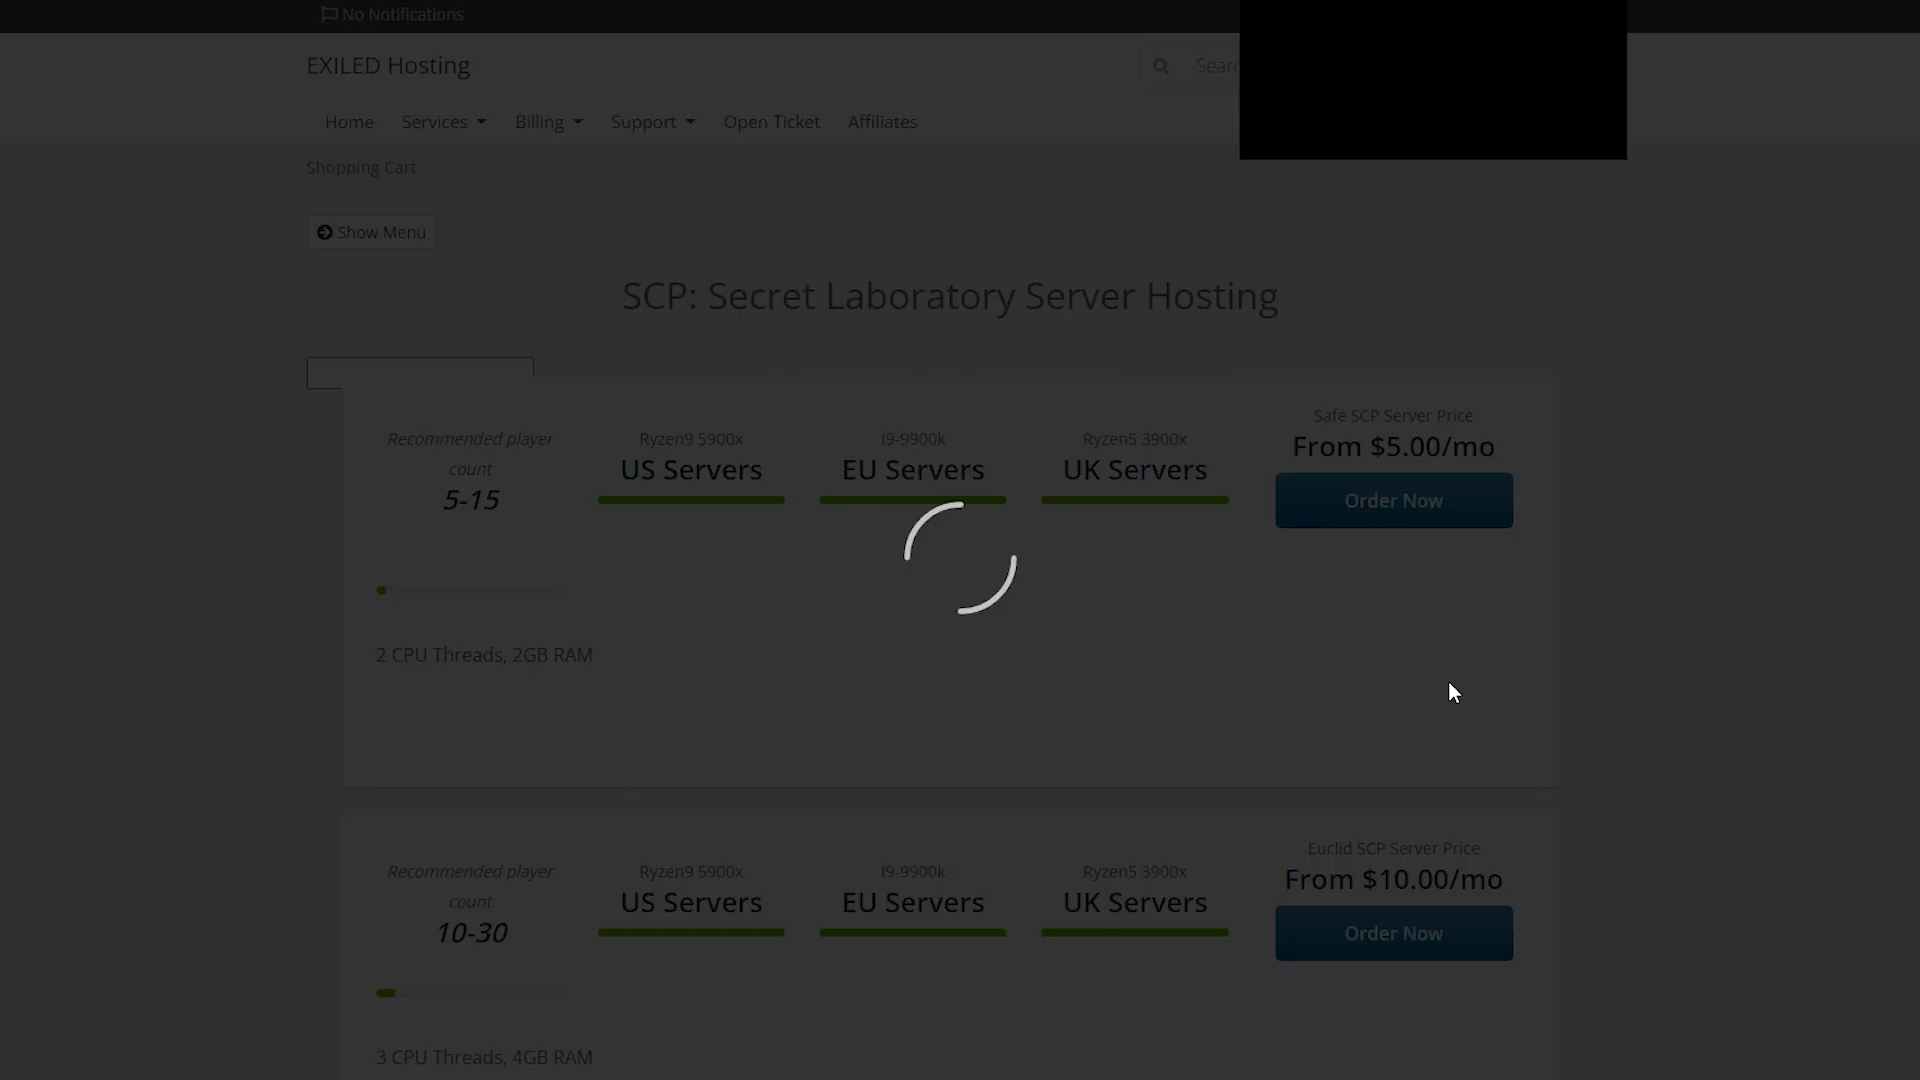 No Notifications
EXILED Hosting
Sear
Home Services Billing Support Open Ticket Affiliates
Shopping Cart
Show Menu
SCP: Secret Laboratory Server Hosting
Recommended player
count
5-15
Ryzen9 5900x
US Servers
I9-9900k
EU Servers
Ryzen5 3900x
UK Servers
Safe SCP Server Price
From $5.00/mo
Order Now
2 CPU Threads, 2GB RAM
Recommended player
count
10-30
Ryzen9 5900x
US Servers
I9-9900k
EU Servers
Ryzen5 3900x
UK Servers
Euclid SCP Server Price
From $10.00/mo
Order Now
3 CPU Threads, 4GB RAM